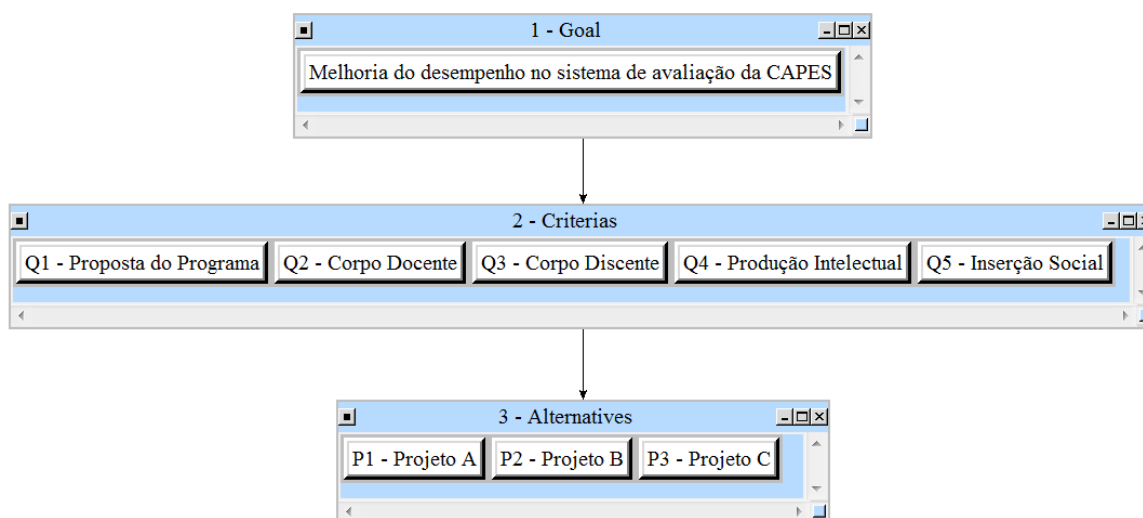 1 - Goal
Melhoria do desempenho no sistema de avaliação da CAPES
2 - Criterias
Q1 - Proposta do Programa
Q2 - Corpo Docente
Q3 - Corpo Discente
Q4 - Produção Intelectual
Q5 - Inserção Social
3 - Alternatives
P1 - Projeto A
P2 - Projeto B
P3 - Projeto C